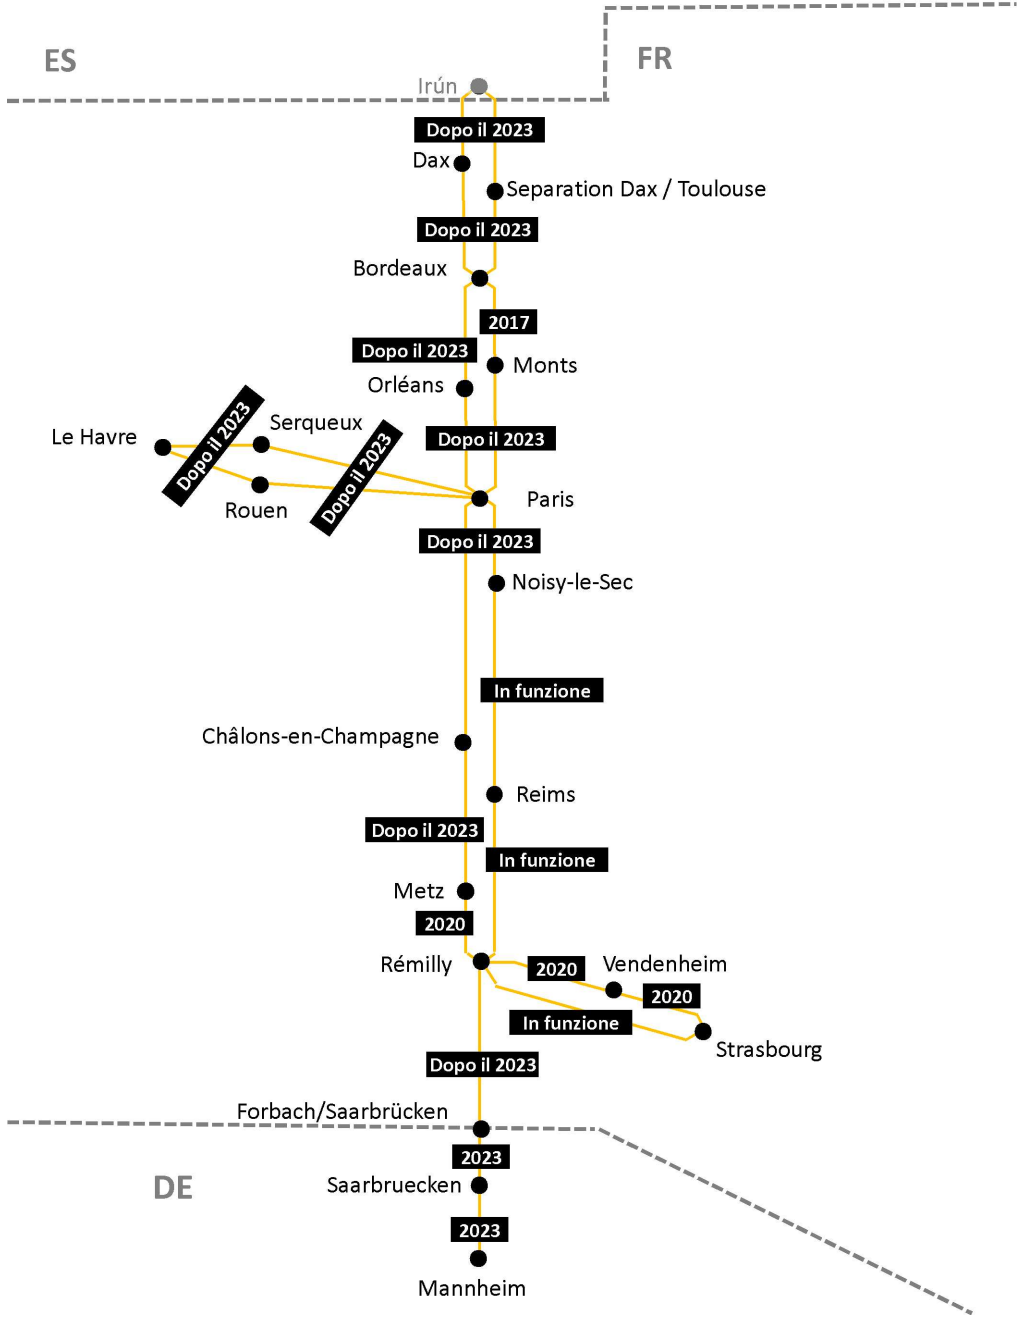 ES
FR
Irún
Dopo il 2023
Dax
Separation Dax / Toulouse
Dopo il 2023
Bordeaux
2017
Dopo il 2023
Monts
Orléans
Serqueux
Le Havre
Dopo il 2023
Dopo il 2023
Dopo il 2023
Rouen
Paris
Dopo il 2023
Noisy-le-Sec
In funzione
Châlons-en-Champagne
Reims
Dopo il 2023
In funzione
Metz
2020
Rémilly
Vendenheim
2020
2020
In funzione
Strasbourg
Dopo il 2023
Forbach/Saarbrücken
2023
DE
Saarbruecken
2023
Mannheim